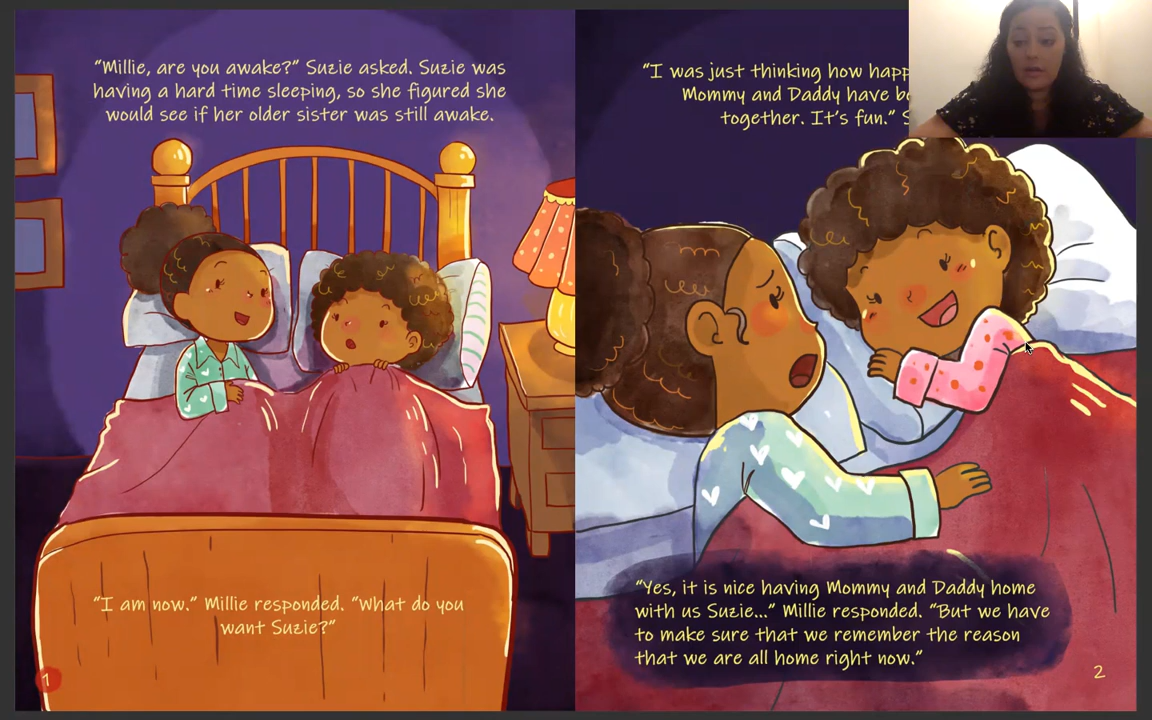 “Millie, are you awake?” Suzie asked. Suzie was
having a hard time sleeping, so she figured she
would see if her older sister was still awake.
“I am now.” Millie responded. “What do you
want Suzie?”
1
“I was just thinking how
Mommy and Daddy have
together. It’s fun.”
“Yes, it is nice having Mommy and Daddy home
with us Suzie...” Millie responded. “But we have
to make sure that we remember the reason
that we are all home right now.”
2